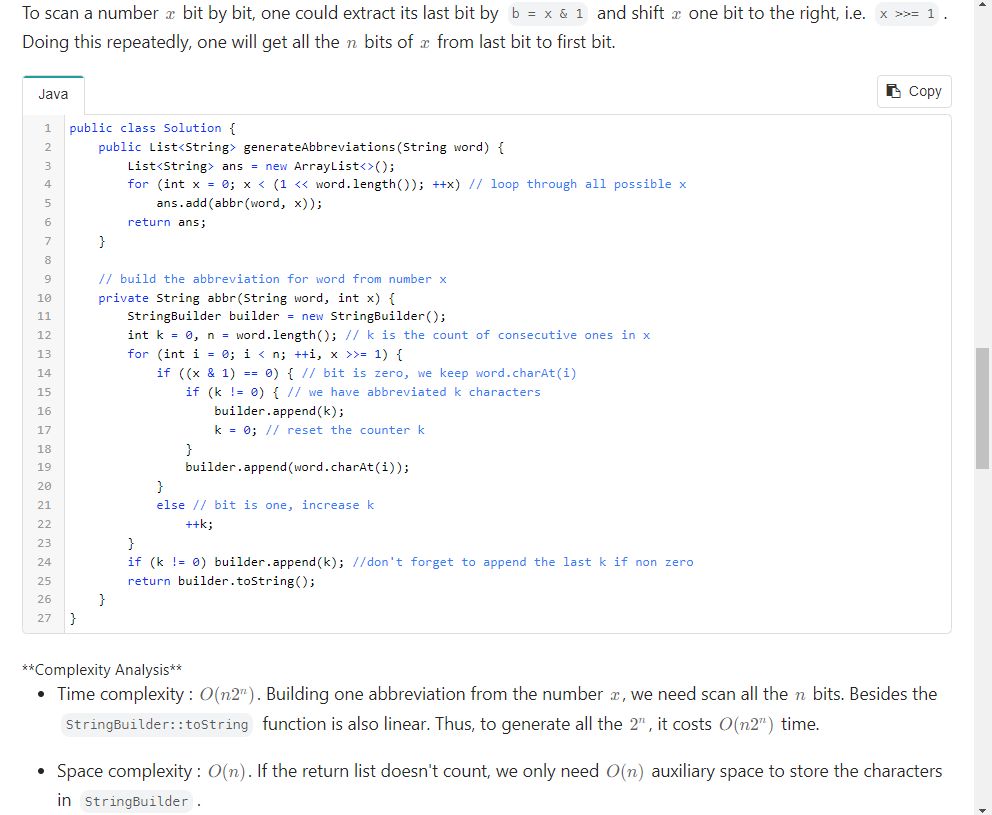 To scan a number x bit by bit, one could extract its last bit by b = x & 1 and shift x one bit to the right, i.e. x >>= 1 .
Doing this repeatedly, one will get all the n bits of x from last bit to first bit.
Java
Copy
1 public class Solution {
2     public List<String> generateAbbreviations(String word) {
3         List<String> ans = new ArrayList<>();
4         for (int x = 0; x < (1 << word.length()); ++x) // loop through all possible x
5             ans.add(abbr(word, x));
6         return ans;
7     }
8
9     // build the abbreviation for word from number x
10     private String abbr(String word, int x) {
11         StringBuilder builder = new StringBuilder();
12         int k = 0, n = word.length(); // k is the count of consecutive ones in x
13         for (int i = 0; i < n; ++i, x >>= 1) {
14             if ((x & 1) == 0) { // bit is zero, we keep word.charAt(i)
15                 if (k != 0) { // we have abbreviated k characters
16                     builder.append(k);
17                     k = 0; // reset the counter k
18                 }
19                 builder.append(word.charAt(i));
20             }
21             else // bit is one, increase k
22                 ++k;
23         }
24         if (k != 0) builder.append(k); //don't forget to append the last k if non zero
25         return builder.toString();
26     }
27 }
**Complexity Analysis**
• Time complexity : O(n2ⁿ). Building one abbreviation from the number x, we need scan all the n bits. Besides the
StringBuilder::toString function is also linear. Thus, to generate all the 2ⁿ, it costs O(n2ⁿ) time.
• Space complexity : O(n). If the return list doesn't count, we only need O(n) auxiliary space to store the characters
in StringBuilder .